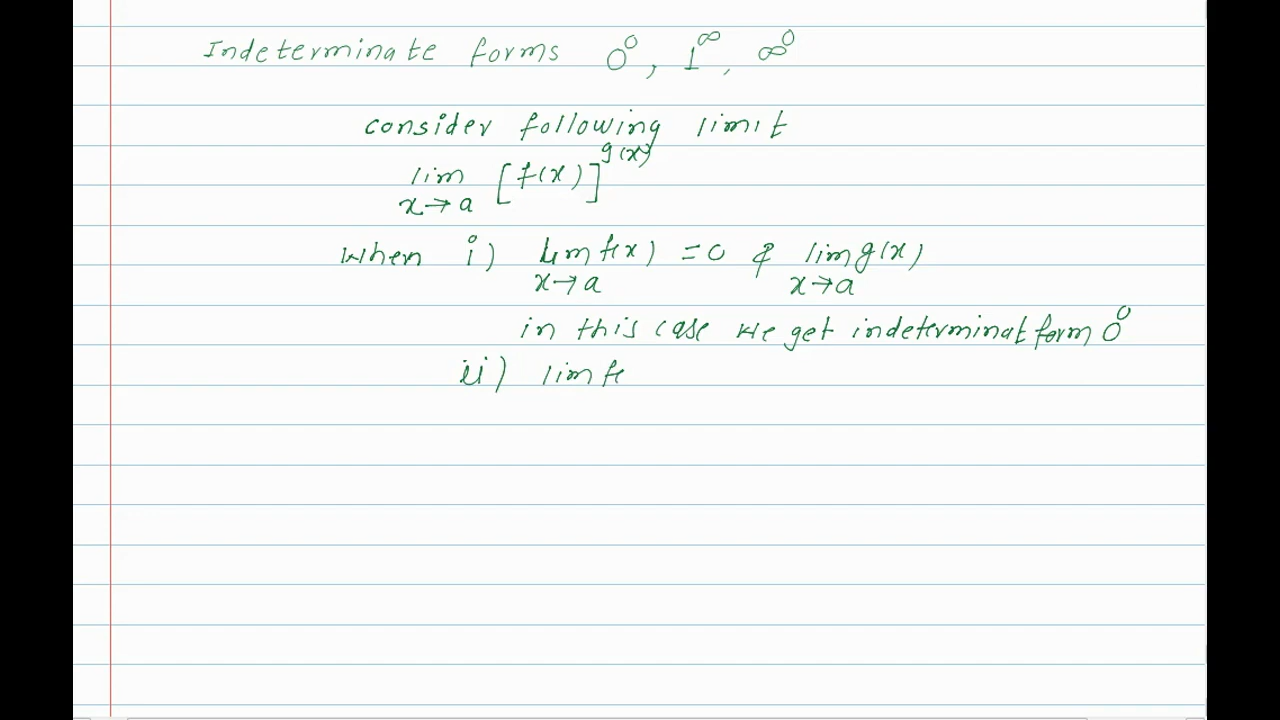 Indeterminate forms 0⁰, 1^∞, ∞⁰
consider following limit
lim [f(x)]^g(x)
x→a
When i) lim f(x) = 0 & lim g(x)
x→a x→a
in this case we get indeterminat form 0⁰
ii) lim f